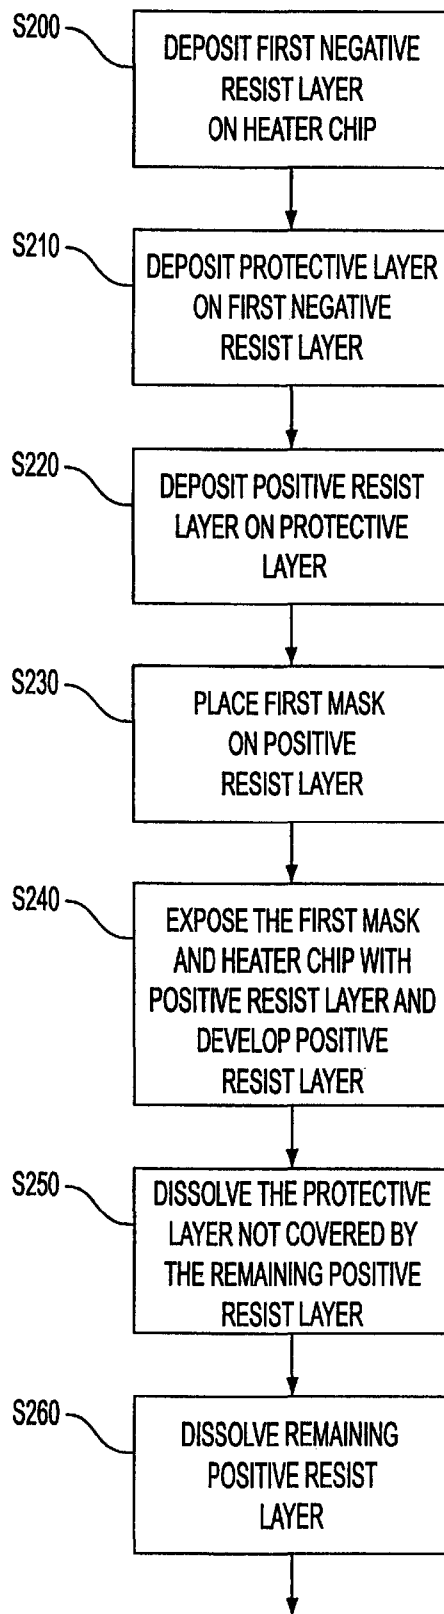 S200
DEPOSIT FIRST NEGATIVE
RESIST LAYER
ON HEATER CHIP
S210
DEPOSIT PROTECTIVE LAYER
ON FIRST NEGATIVE
RESIST LAYER
S220
DEPOSIT POSITIVE RESIST
LAYER ON PROTECTIVE
LAYER
S230
PLACE FIRST MASK
ON POSITIVE
RESIST LAYER
S240
EXPOSE THE FIRST MASK
AND HEATER CHIP WITH
POSITIVE RESIST LAYER AND
DEVELOP POSITIVE
RESIST LAYER
S250
DISSOLVE THE PROTECTIVE
LAYER NOT COVERED BY
THE REMAINING POSITIVE
RESIST LAYER
S260
DISSOLVE REMAINING
POSITIVE RESIST
LAYER